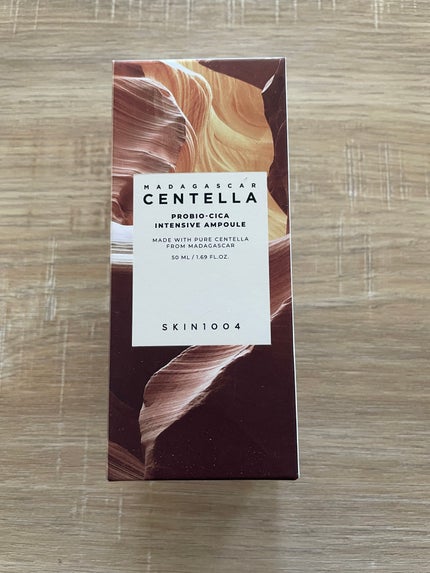 MADAGASCAR
CENTELLA
PROBIO-CICA
INTENSIVE AMPOULE
MADE WITH PURE CENTELLA
FROM MADAGASCAR
50 ML / 1.69 FL.OZ.
SKIN1004